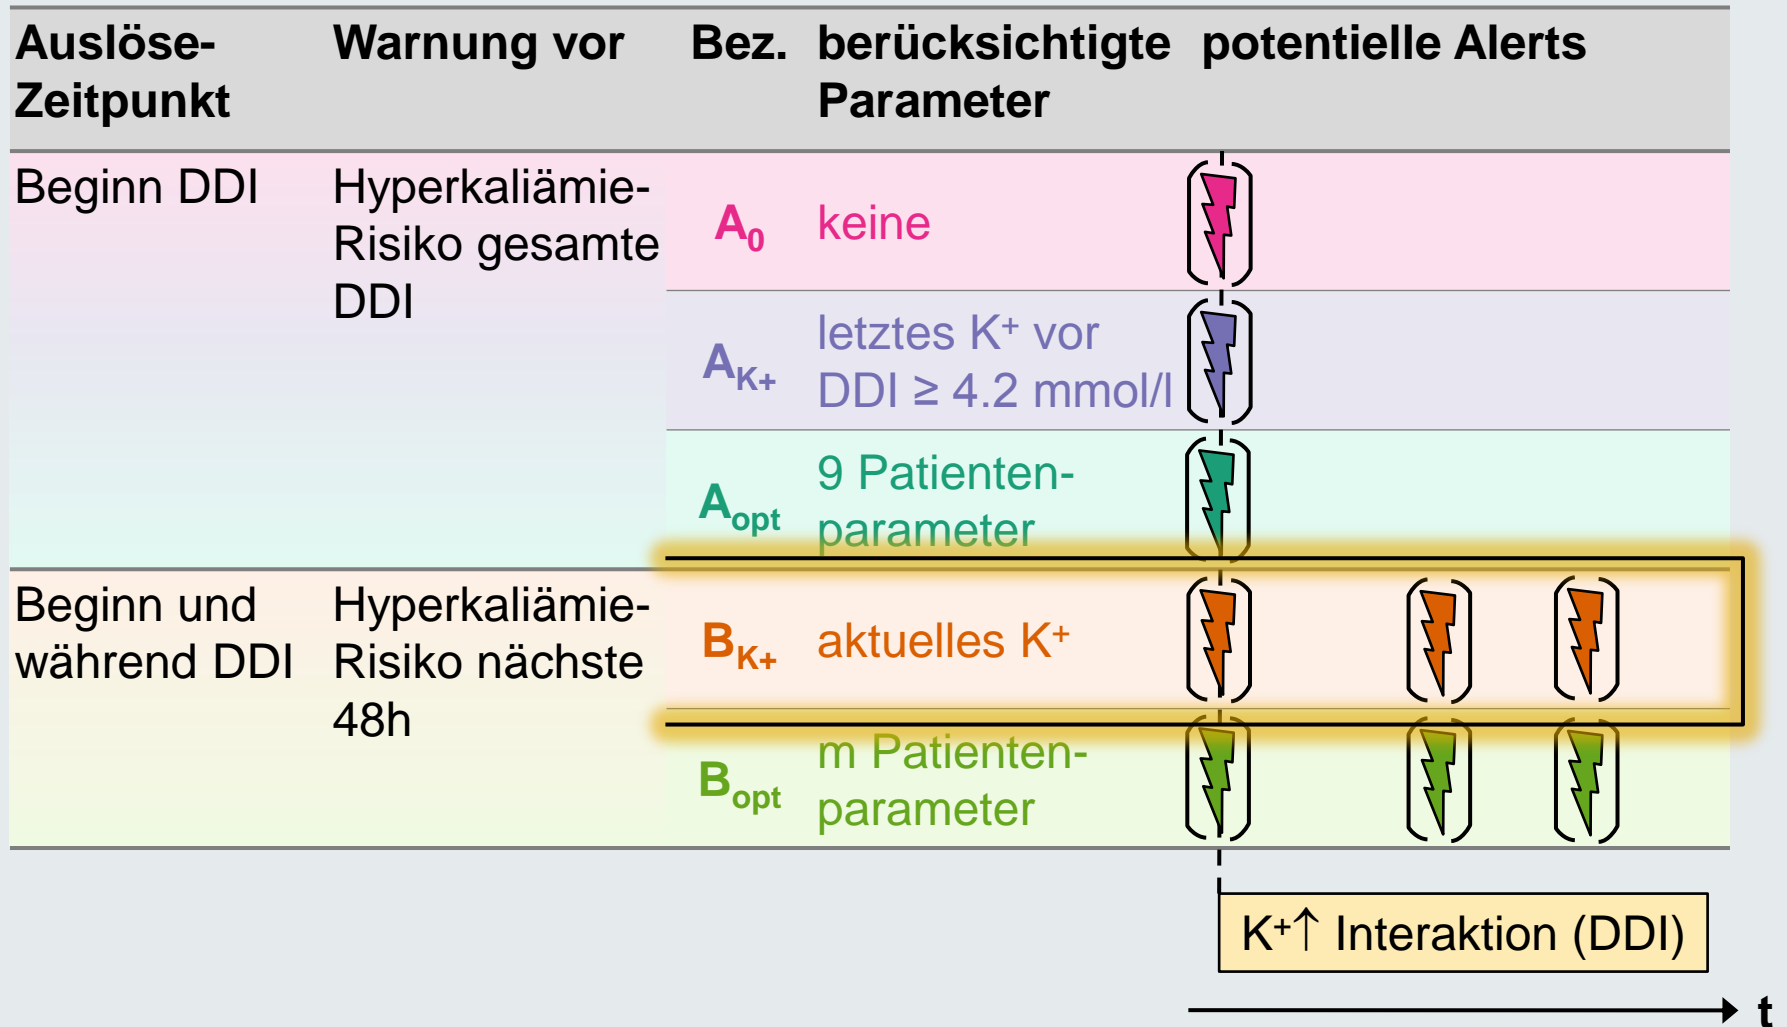 Auslöse-
Zeitpunkt
Warnung vor
Bez.
berücksichtigte
Parameter
potentielle Alerts
Beginn DDI
Hyperkaliämie-
Risiko gesamte
DDI
A0
keine
AK+
letztes K+ vor
DDI ≥ 4.2 mmol/l
Aopt
9 Patienten-
parameter
Beginn und
während DDI
Hyperkaliämie-
Risiko nächste
48h
BK+
aktuelles K+
Bopt
m Patienten-
parameter
K+↑ Interaktion (DDI)
t